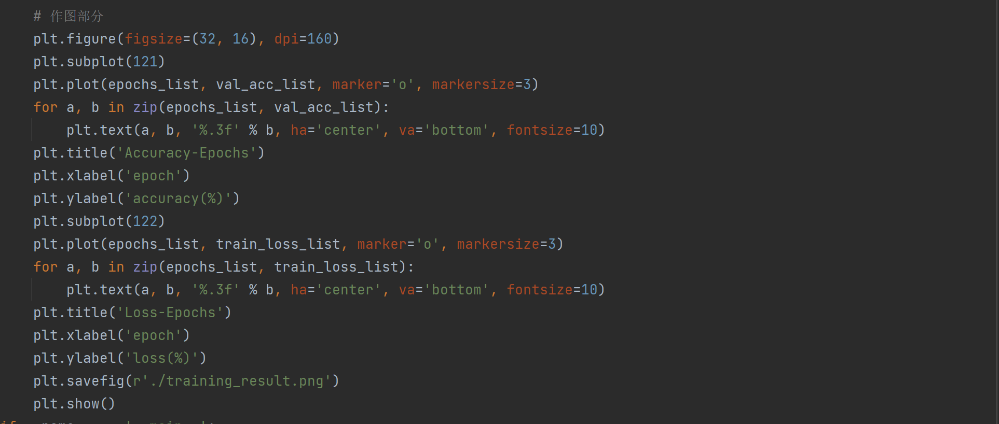 # 作图部分
plt.figure(figsize=(32, 16), dpi=160)
plt.subplot(121)
plt.plot(epochs_list, val_acc_list, marker='o', markersize=3)
for a, b in zip(epochs_list, val_acc_list):
    plt.text(a, b, '%.3f' % b, ha='center', va='bottom', fontsize=10)
plt.title('Accuracy-Epochs')
plt.xlabel('epoch')
plt.ylabel('accuracy(%)')
plt.subplot(122)
plt.plot(epochs_list, train_loss_list, marker='o', markersize=3)
for a, b in zip(epochs_list, train_loss_list):
    plt.text(a, b, '%.3f' % b, ha='center', va='bottom', fontsize=10)
plt.title('Loss-Epochs')
plt.xlabel('epoch')
plt.ylabel('loss(%)')
plt.savefig(r'./training_result.png')
plt.show()